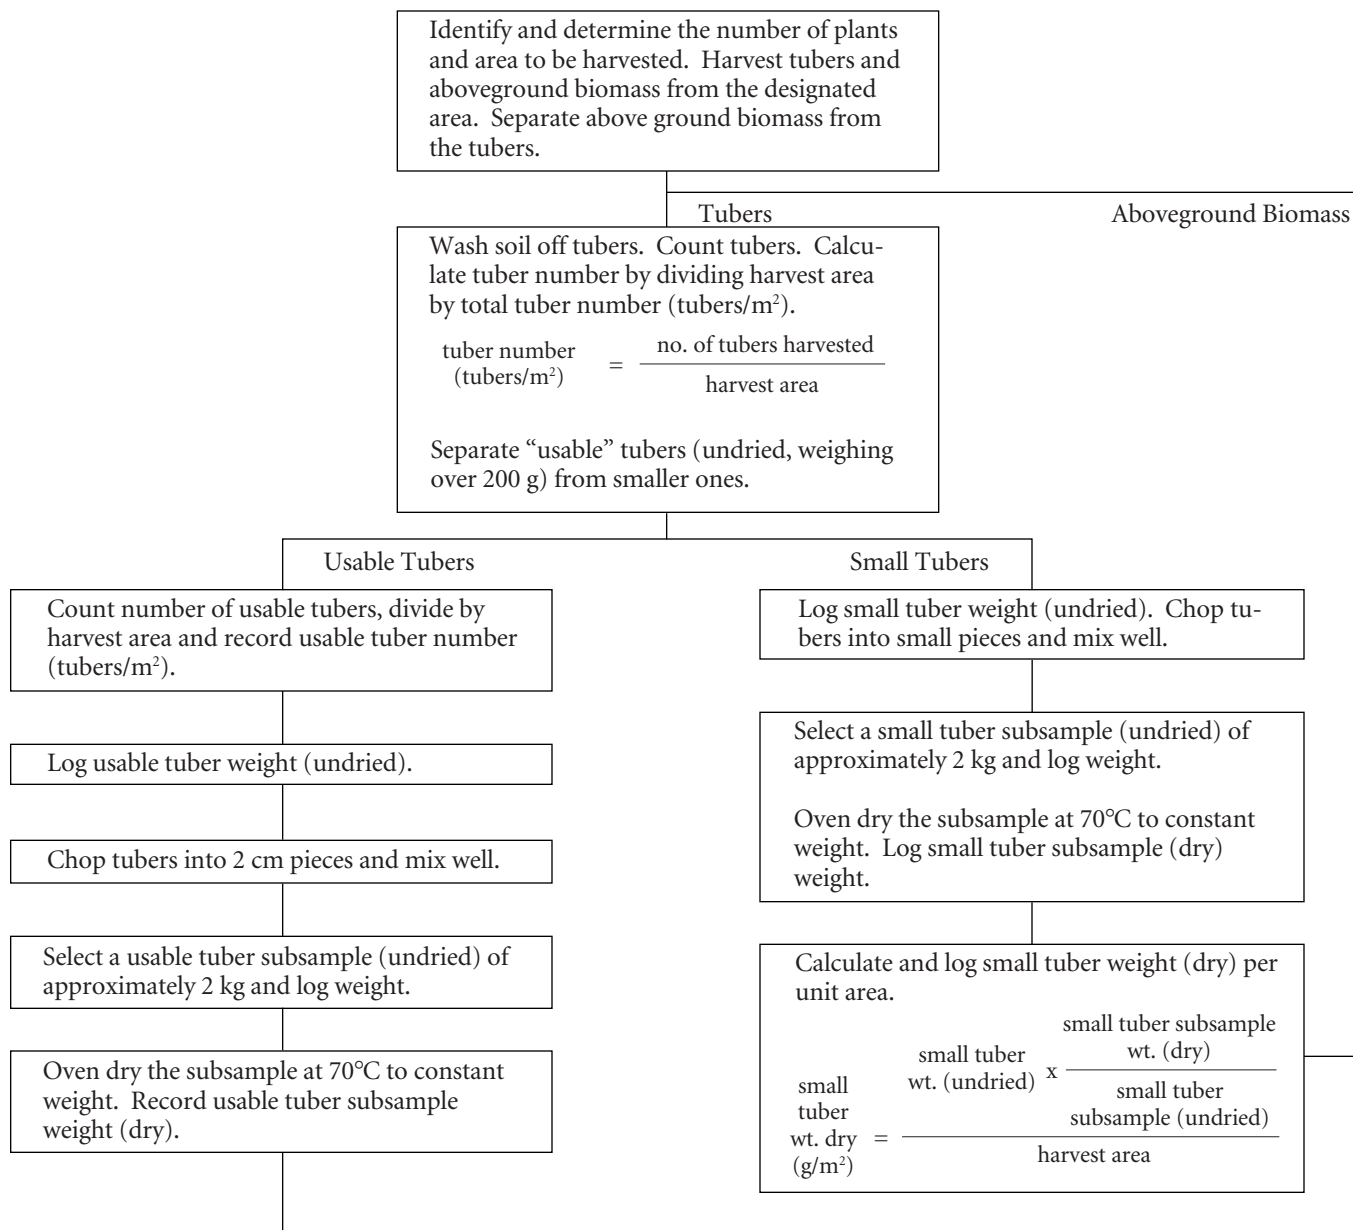 Identify and determine the number of plants
and area to be harvested. Harvest tubers and
aboveground biomass from the designated
area. Separate above ground biomass from
the tubers.
Tubers
Aboveground Biomass
Wash soil off tubers. Count tubers. Calcu-
late tuber number by dividing harvest area
by total tuber number (tubers/m²).
tuber number
(tubers/m²)
=
no. of tubers harvested
harvest area
Separate “usable” tubers (undried, weighing
over 200 g) from smaller ones.
Usable Tubers
Count number of usable tubers, divide by
harvest area and record usable tuber number
(tubers/m²).
Log usable tuber weight (undried).
Chop tubers into 2 cm pieces and mix well.
Select a usable tuber subsample (undried) of
approximately 2 kg and log weight.
Oven dry the subsample at 70°C to constant
weight. Record usable tuber subsample
weight (dry).
Small Tubers
Log small tuber weight (undried). Chop tu-
bers into small pieces and mix well.
Select a small tuber subsample (undried) of
approximately 2 kg and log weight.
Oven dry the subsample at 70°C to constant
weight. Log small tuber subsample (dry)
weight.
Calculate and log small tuber weight (dry) per
unit area.
small
tuber
wt. dry
(g/m²)
=
small tuber
wt. (undried)
x
small tuber subsample
wt. (dry)
small tuber
subsample (undried)
harvest area